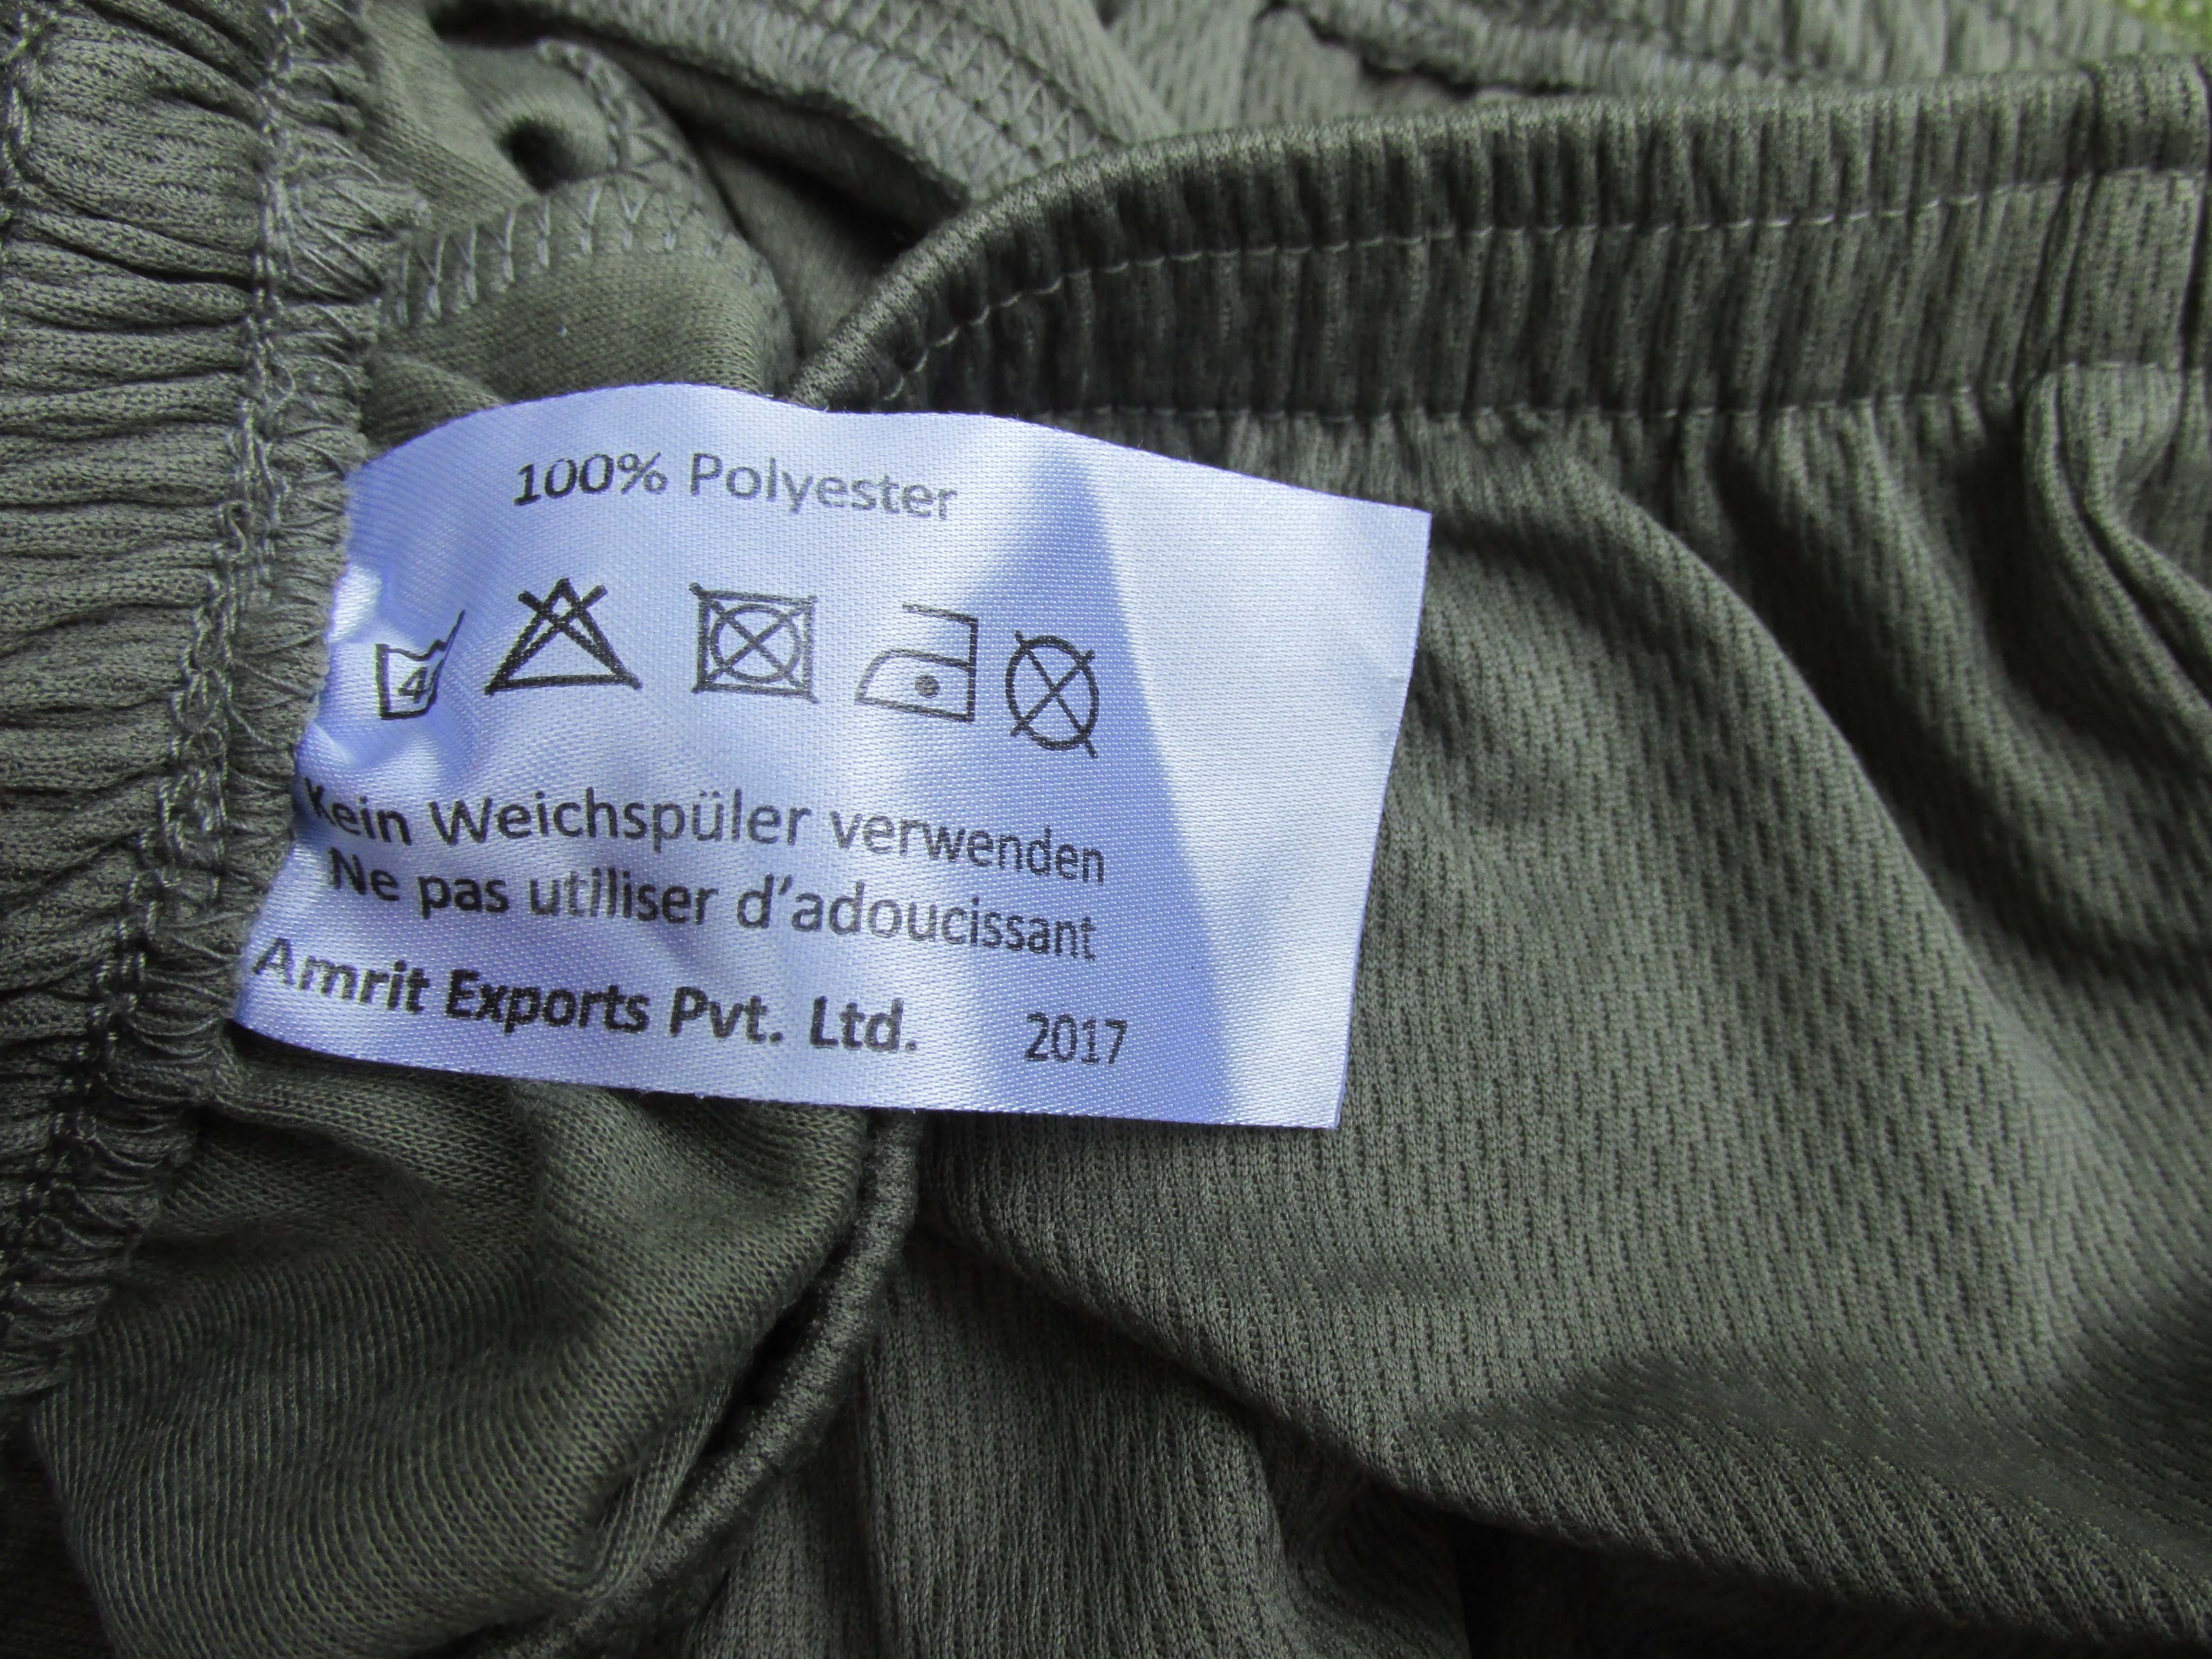 100% Polyester
Kein Weichspüler verwenden
Ne pas utiliser d'adoucissant
Amrit Exports Pvt. Ltd. 2017